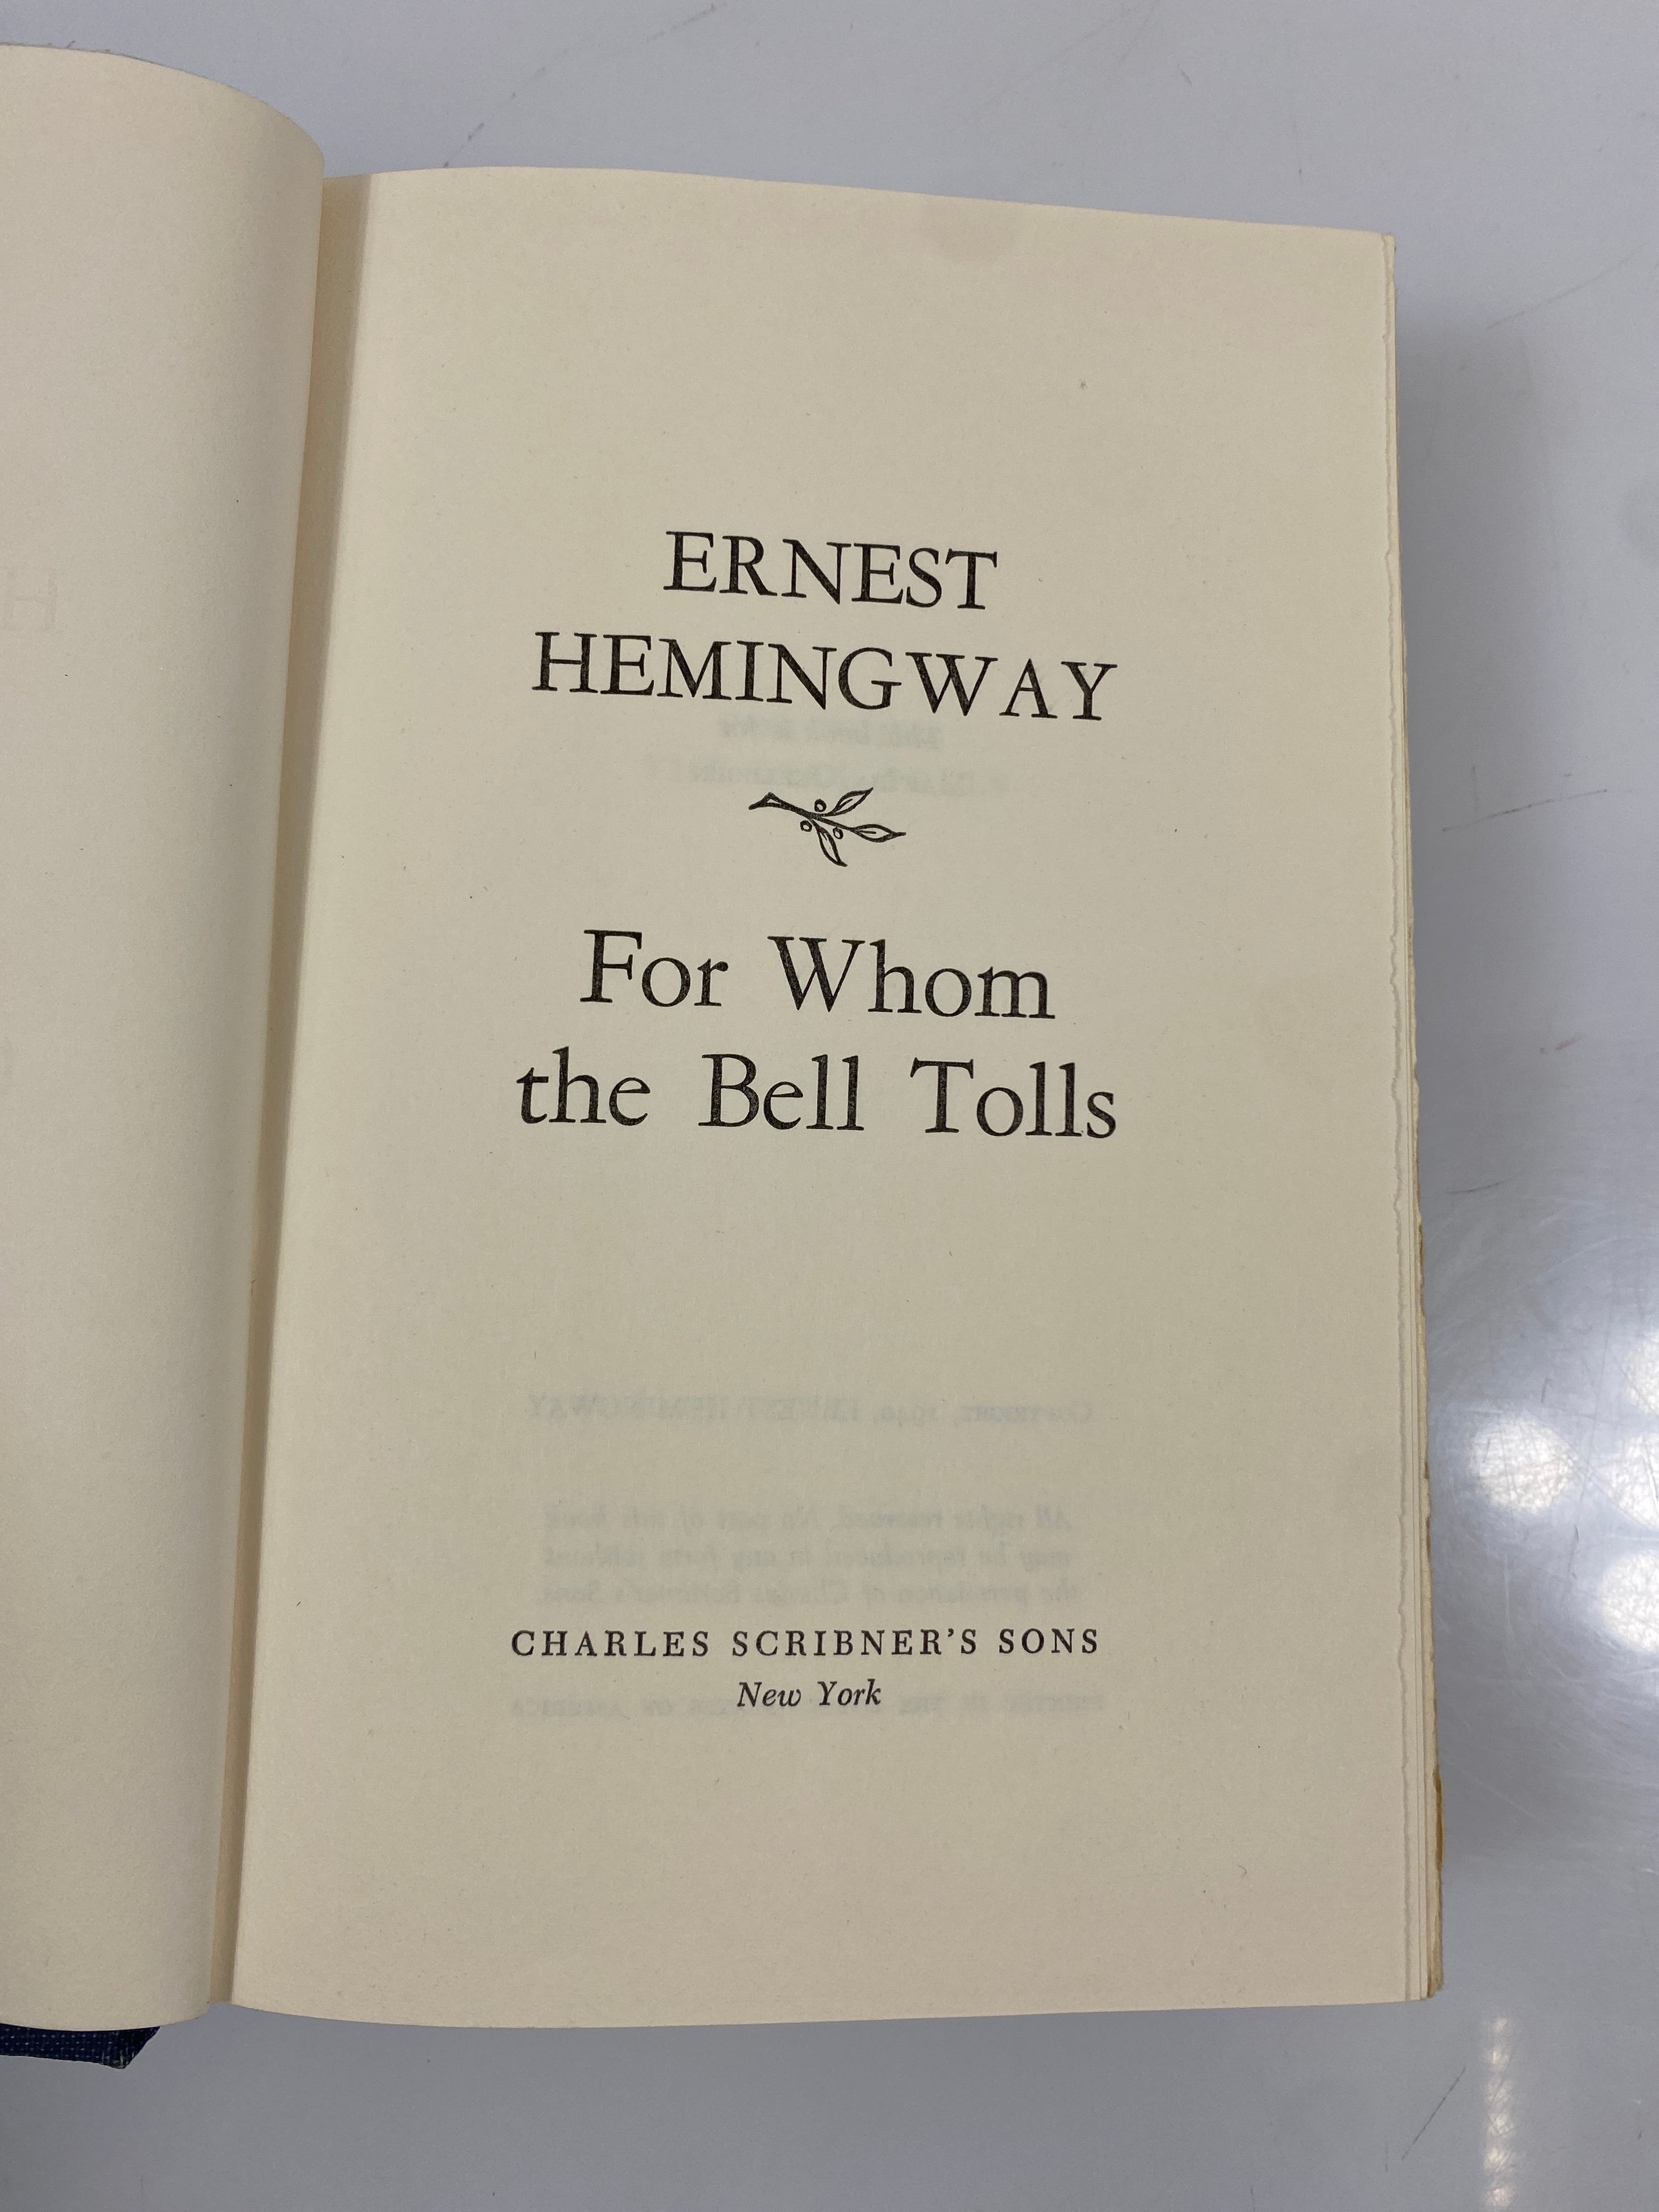 ERNEST
HEMINGWAY
For Whom
the Bell Tolls
CHARLES SCRIBNER'S SONS
New York